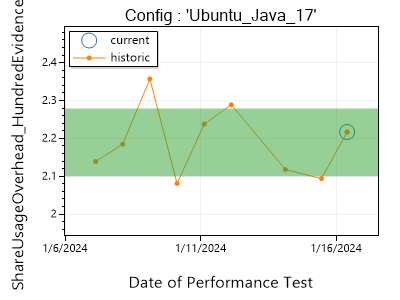 Config : 'Ubuntu_Java_17'
current
historic
ShareUsageOverhead_HundredEvidence
2.4
2.3
2.2
2.1
2
1/6/2024
1/11/2024
1/16/2024
Date of Performance Test